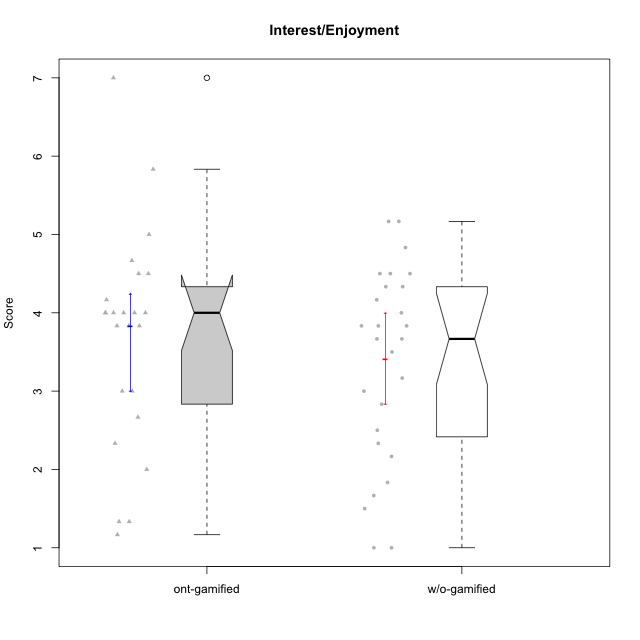 Interest/Enjoyment
Score
7
6
5
4
3
2
1
ont-gamified
w/o-gamified